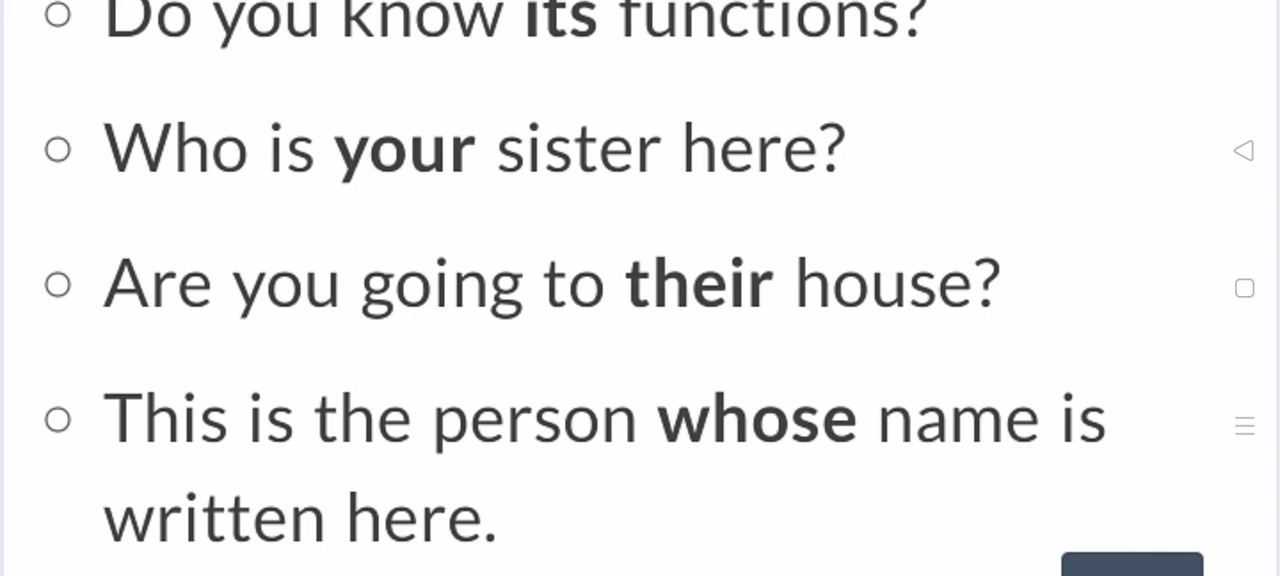 Do you know its functions?
Who is your sister here?
Are you going to their house?
This is the person whose name is
written here.